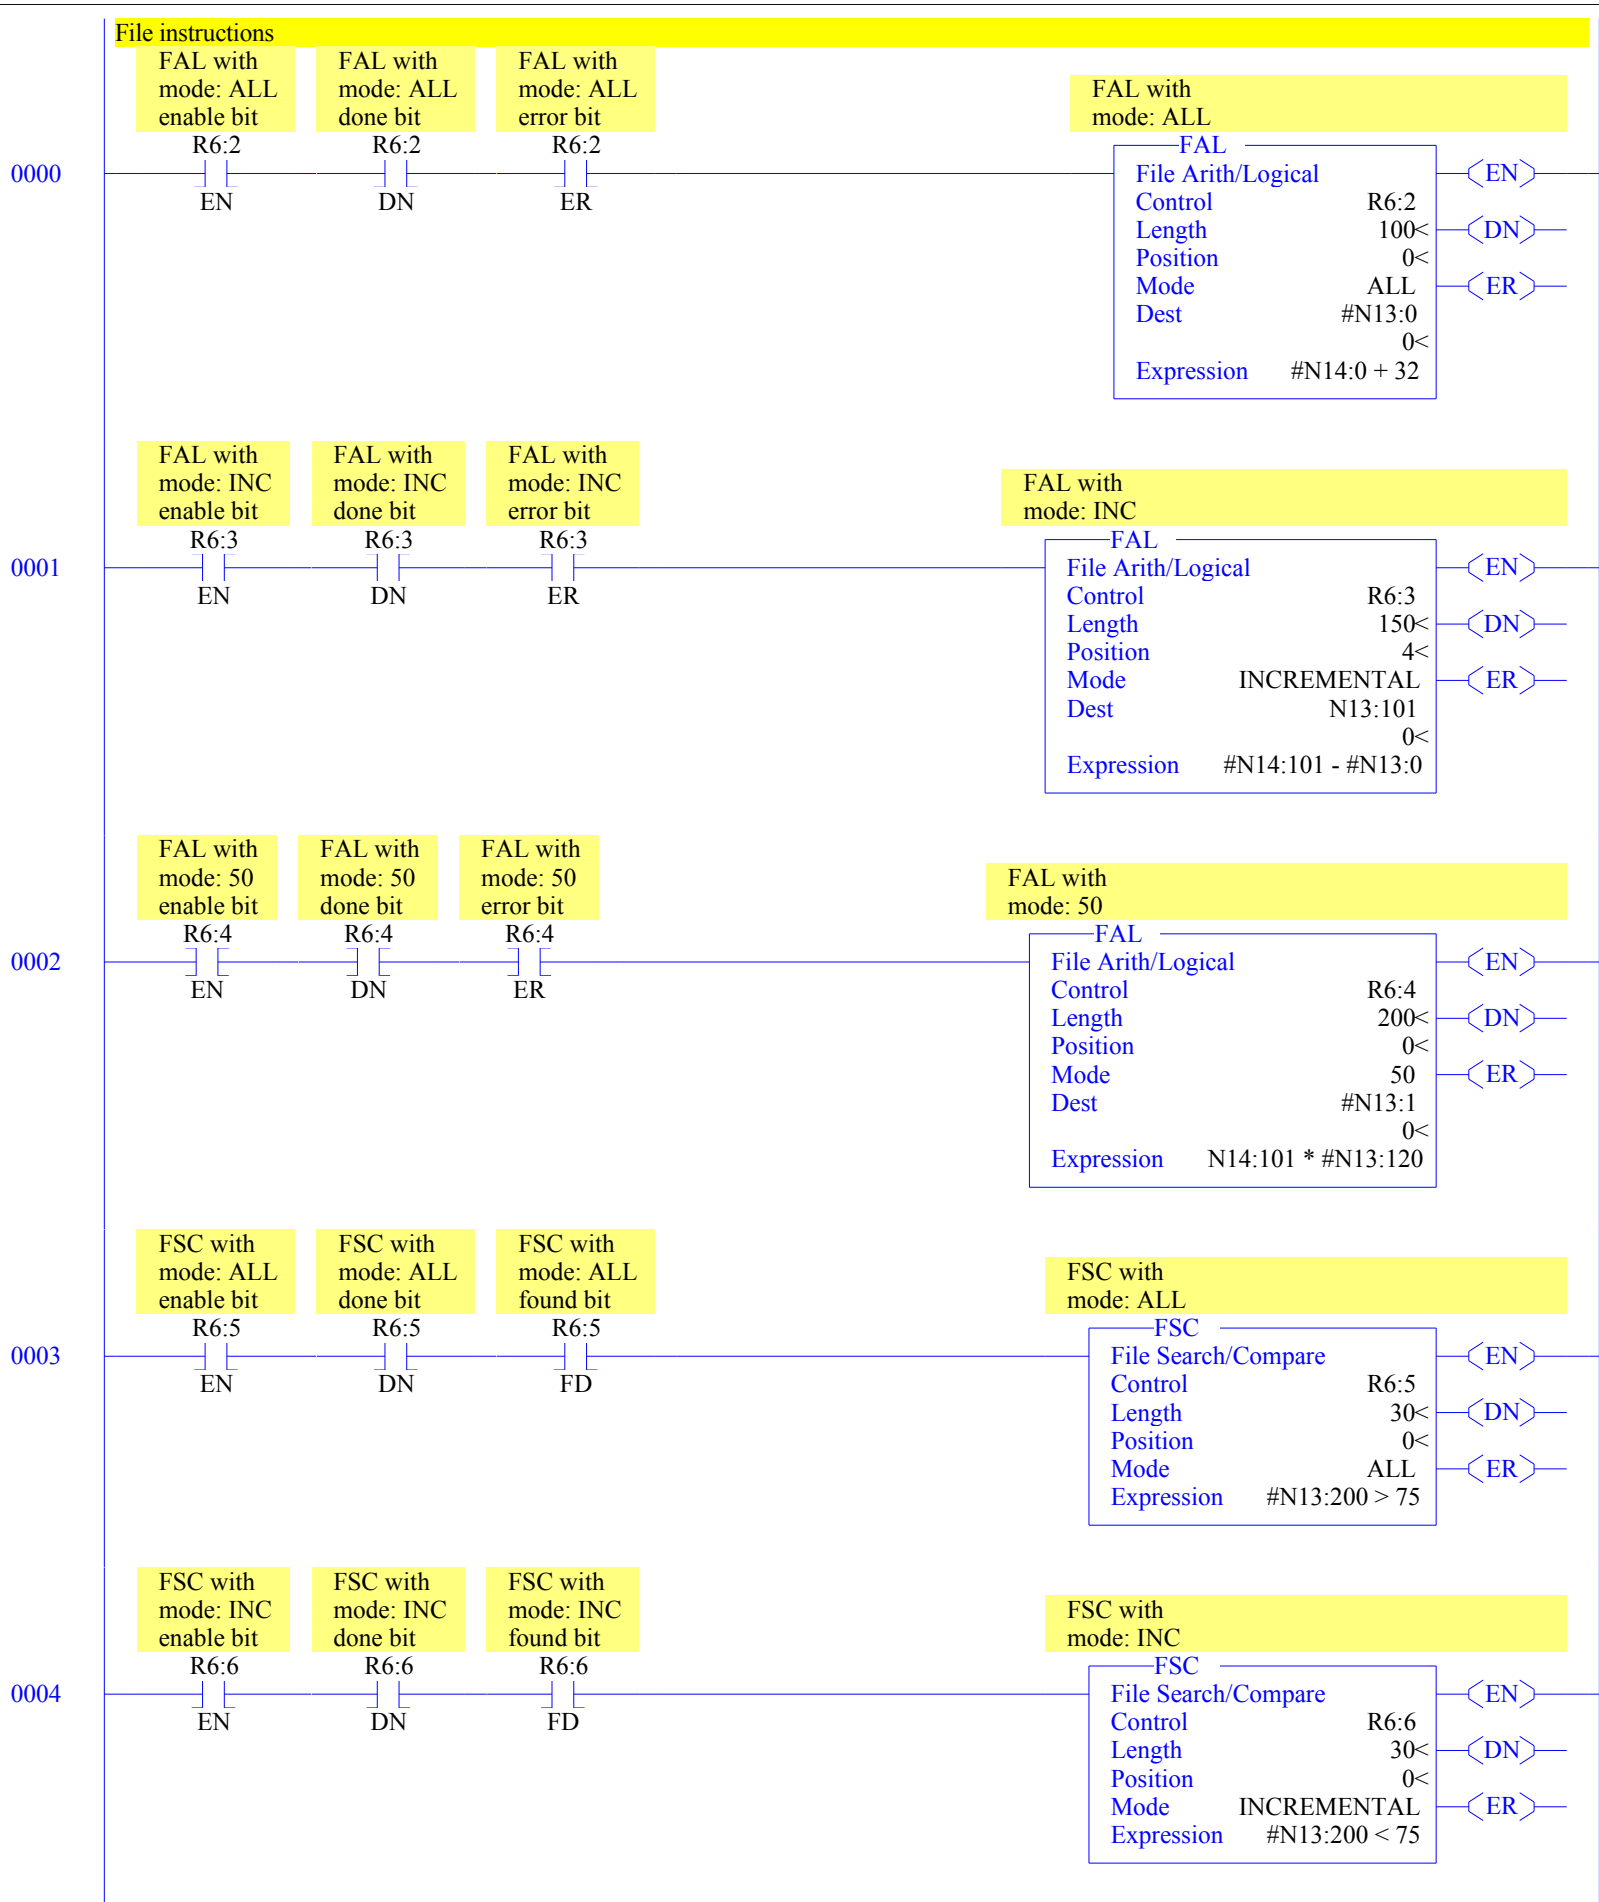 File instructions
FAL with
mode: ALL
enable bit
FAL with
mode: ALL
done bit
FAL with
mode: ALL
error bit
FAL with
mode: ALL
R6:2 R6:2 R6:2
FAL
0000
EN DN ER
File Arith/Logical
EN
Control R6:2
Length 100<
DN
Position 0<
Mode ALL
ER
Dest #N13:0
0<
Expression #N14:0 + 32
FAL with
mode: INC
enable bit
FAL with
mode: INC
done bit
FAL with
mode: INC
error bit
FAL with
mode: INC
R6:3 R6:3 R6:3
FAL
0001
EN DN ER
File Arith/Logical
EN
Control R6:3
Length 150<
DN
Position 4<
Mode INCREMENTAL
ER
Dest N13:101
0<
Expression #N14:101 - #N13:0
FAL with
mode: 50
enable bit
FAL with
mode: 50
done bit
FAL with
mode: 50
error bit
FAL with
mode: 50
R6:4 R6:4 R6:4
FAL
0002
EN DN ER
File Arith/Logical
EN
Control R6:4
Length 200<
DN
Position 0<
Mode 50
ER
Dest #N13:1
0<
Expression N14:101 * #N13:120
FSC with
mode: ALL
enable bit
FSC with
mode: ALL
done bit
FSC with
mode: ALL
found bit
FSC with
mode: ALL
R6:5 R6:5 R6:5
FSC
0003
EN DN FD
File Search/Compare
EN
Control R6:5
Length 30<
DN
Position 0<
Mode ALL
ER
Expression #N13:200 > 75
FSC with
mode: INC
enable bit
FSC with
mode: INC
done bit
FSC with
mode: INC
found bit
FSC with
mode: INC
R6:6 R6:6 R6:6
FSC
0004
EN DN FD
File Search/Compare
EN
Control R6:6
Length 30<
DN
Position 0<
Mode INCREMENTAL
ER
Expression #N13:200 < 75